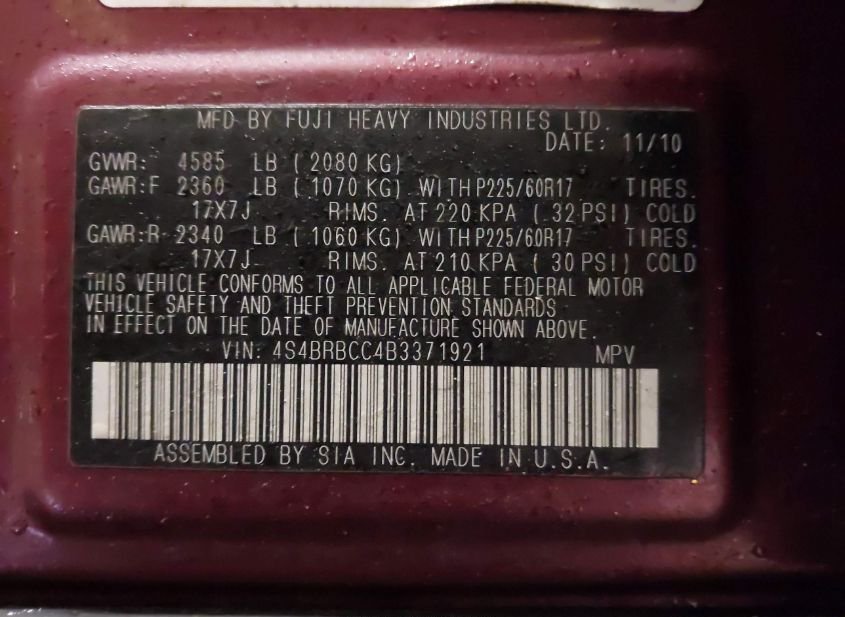 MFD BY FUJI HEAVY INDUSTRIES LTD.
DATE: 11/10
GVWR: 4585 LB ( 2080 KG)
GAWR:F 2360 LB ( 1070 KG) WITH P225/60R17 TIRES.
17X7J RIMS. AT 220 KPA ( 32 PSI) COLD
GAWR:R 2340 LB ( 1060 KG) WITH P225/60R17 TIRES.
17X7J RIMS. AT 210 KPA ( 30 PSI) COLD
THIS VEHICLE CONFORMS TO ALL APPLICABLE FEDERAL MOTOR
VEHICLE SAFETY AND THEFT PREVENTION STANDARDS
IN EFFECT ON THE DATE OF MANUFACTURE SHOWN ABOVE.
VIN: 4S4BRBCC4B3371921 MPV
ASSEMBLED BY SIA INC. MADE IN U.S.A.